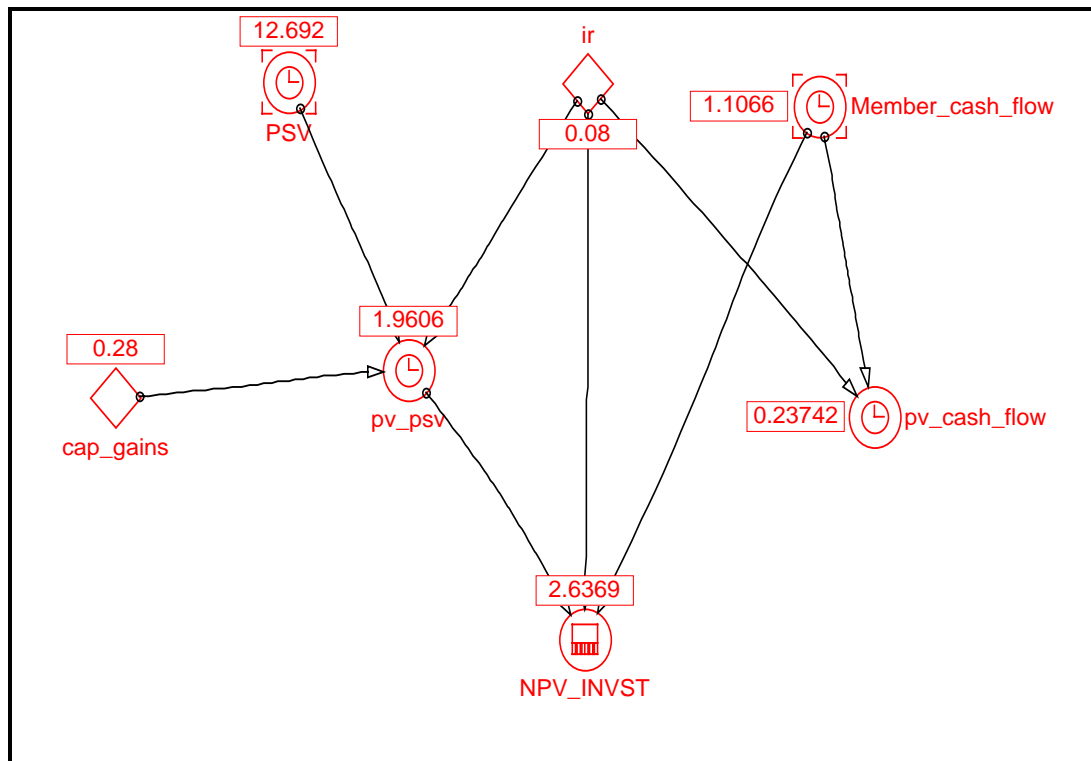 12.692
PSV
ir
0.08
1.1066
Member_cash_flow
0.28
cap_gains
1.9606
pv_psv
0.23742
pv_cash_flow
2.6369
NPV_INVST